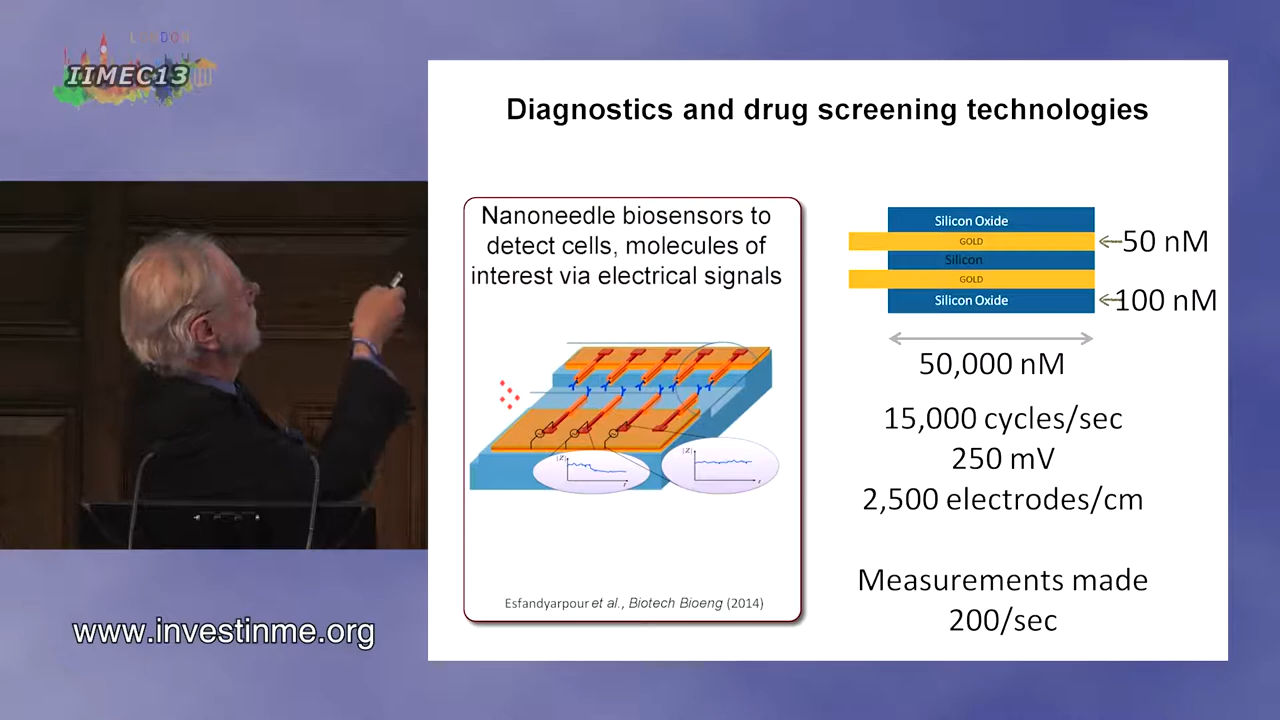 LONDON
IIMEC13
Diagnostics and drug screening technologies
Nanoneedle biosensors to
detect cells, molecules of
interest via electrical signals
|Z|
t
|Z|
t
Esfandyarpour et al., Biotech Bioeng (2014)
Silicon Oxide
GOLD
50 nM
Silicon
GOLD
Silicon Oxide
100 nM
50,000 nM
15,000 cycles/sec
250 mV
2,500 electrodes/cm
Measurements made
200/sec
www.investinme.org